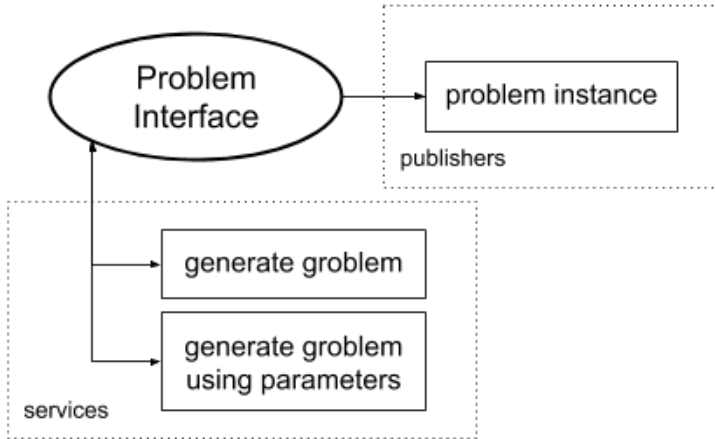 Problem
Interface
problem instance
publishers
generate groblem
generate groblem
using parameters
services